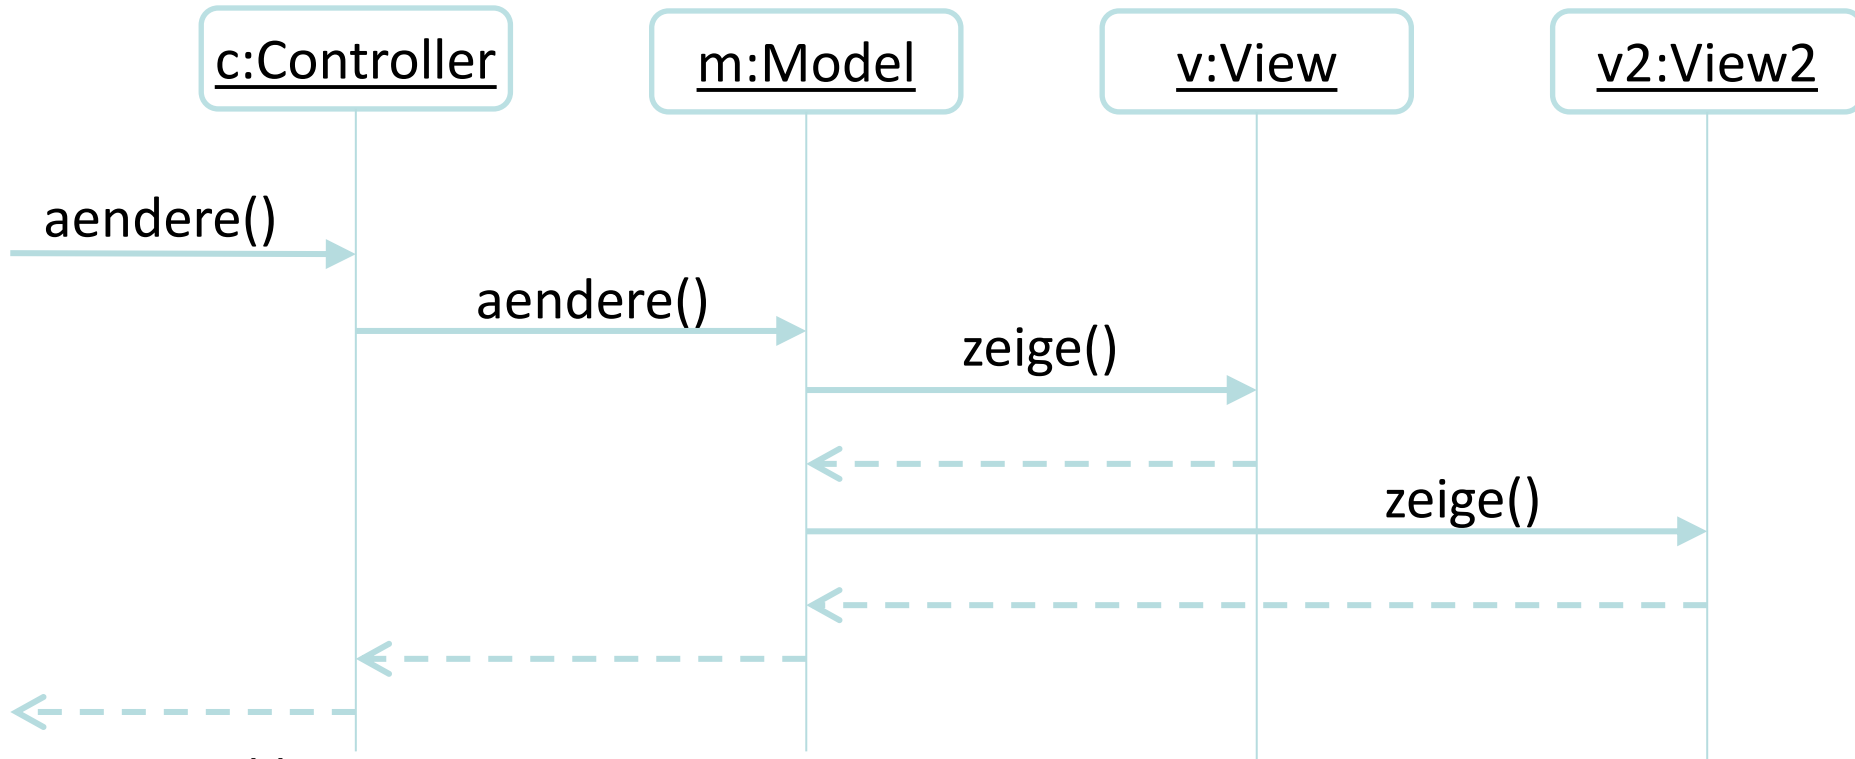 c:Controller
m:Model
v:View
v2:View2
aendere()
aendere()
zeige()
zeige()